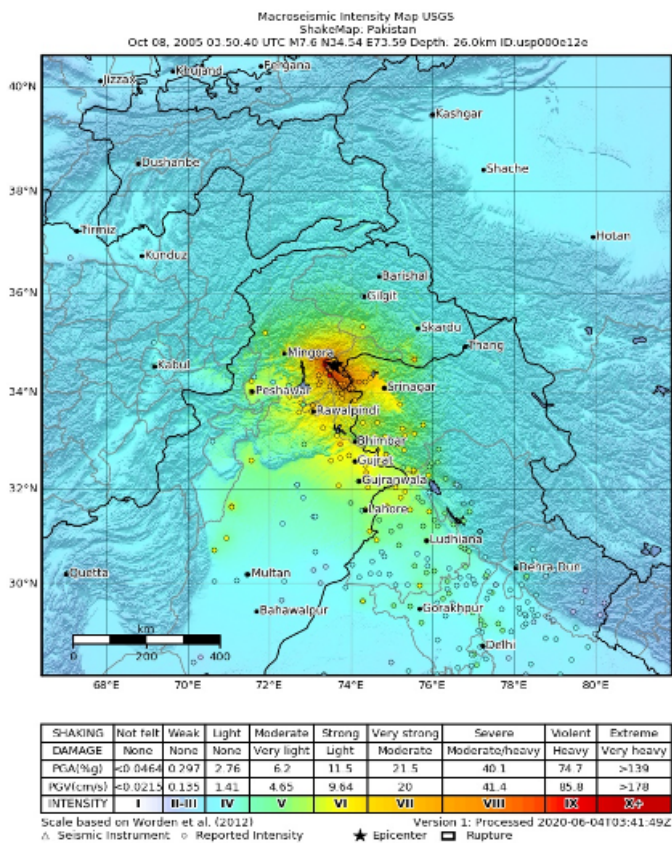 Macroseismic Intensity Map USGS
ShakeMap: Pakistan
Oct 08, 2005 03:50:40 UTC M7.6 N34.54 E73.59 Depth: 26.0km ID:usp000e12e
40°N
38°N
36°N
34°N
32°N
30°N
Jizzax
Khujand
Fergana
Kashgar
Dushanbe
Shache
Tirmiz
Hotan
Kunduz
Barishal
Gilgit
Skardu
Thang
Mingora
Kabul
Peshawar
Srinagar
Rawalpindi
Bhimbar
Gujrat
Gujranwala
Lahore
Ludhiana
Quetta
Multan
Dehra Dun
Bahawalpur
Gorakhpur
Delhi
km
0 200 400
68°E 70°E 72°E 74°E 76°E 78°E 80°E
SHAKING Not felt Weak Light Moderate Strong Very strong Severe Violent Extreme
DAMAGE None None None Very light Light Moderate Moderate/heavy Heavy Very heavy
PGA(%g) <0.0464 0.297 2.76 6.2 11.5 21.5 40.1 74.7 >139
PGV(cm/s) <0.0215 0.135 1.41 4.65 9.64 20 41.4 85.8 >178
INTENSITY I II-III IV V VI VII VIII IX X+
Scale based on Worden et al. (2012) Version 1: Processed 2020-06-04T03:41:49Z
△ Seismic Instrument ○ Reported Intensity ★ Epicenter ▭ Rupture